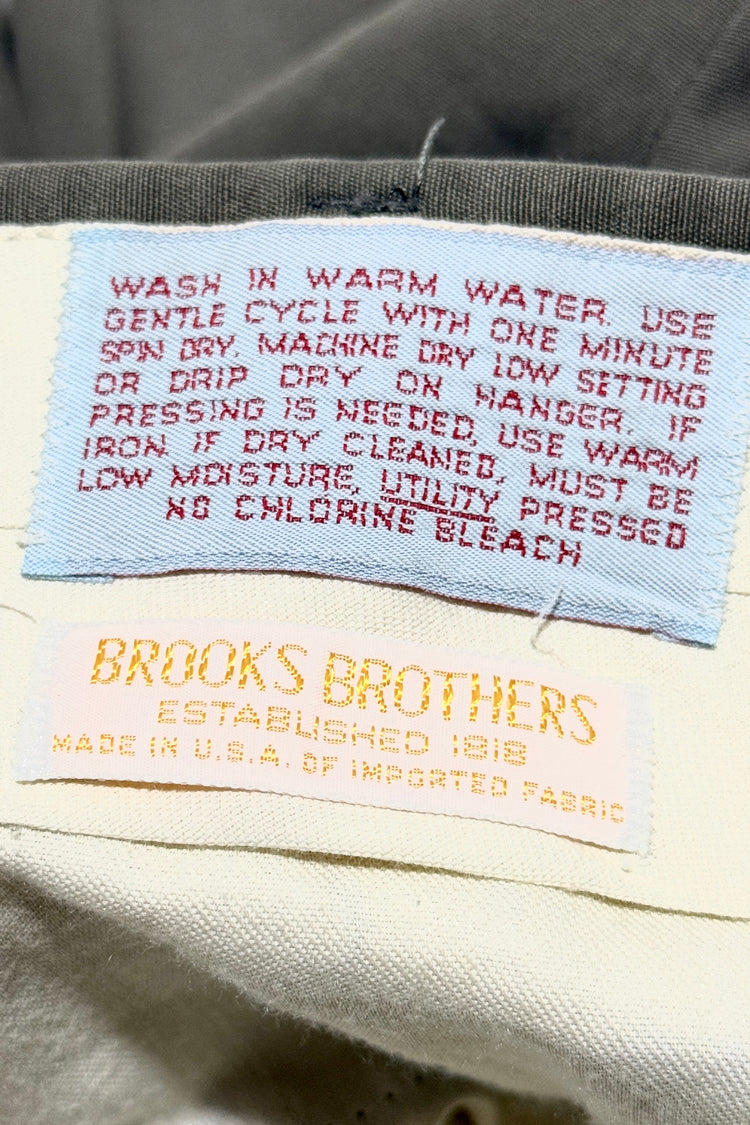 WASH IN WARM WATER. USE
GENTLE CYCLE WITH ONE MINUTE
SPIN DRY. MACHINE DRY LOW SETTING
OR DRIP DRY ON HANGER. IF
PRESSING IS NEEDED, USE WARM
IRON. IF DRY CLEANED, MUST BE
LOW MOISTURE, UTILITY PRESSED
NO CHLORINE BLEACH
BROOKS BROTHERS
ESTABLISHED 1818
MADE IN U.S.A. OF IMPORTED FABRIC